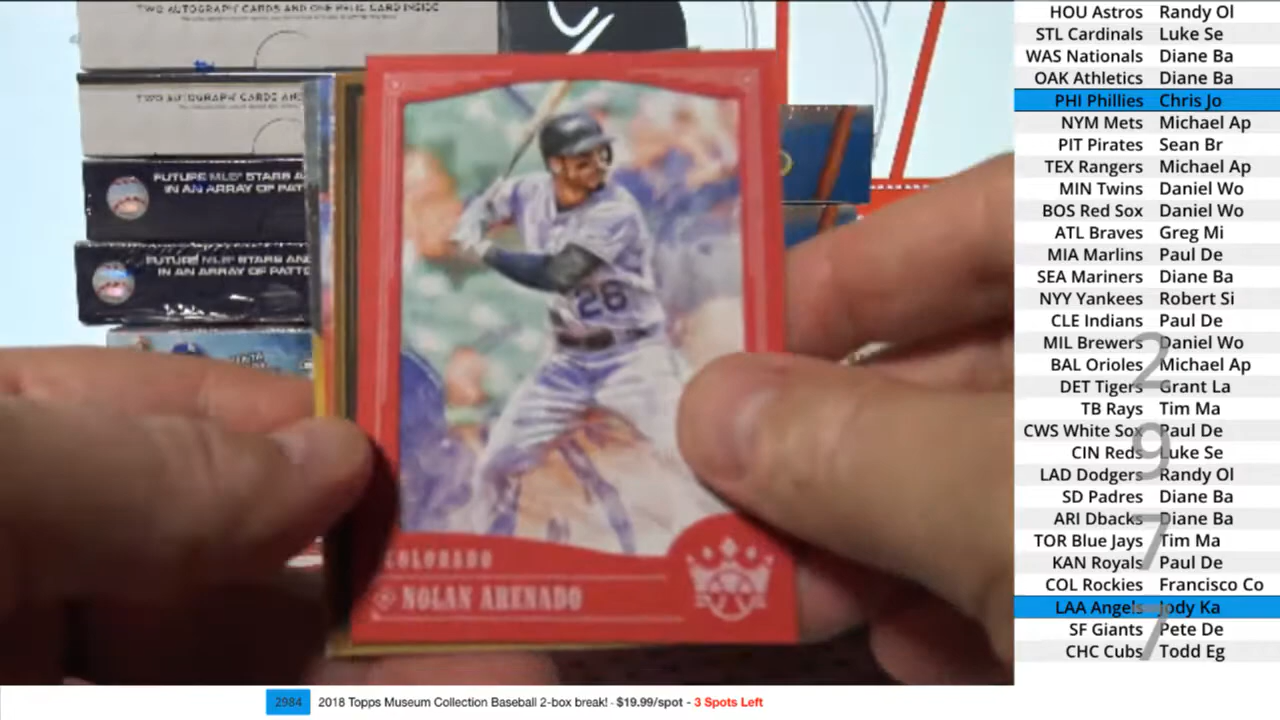 TWO AUTOGRAPH CARDS AND ONE RELIC CARD INSIDE
TWO AUTOGRAPH CARDS AND
FUTURE MLB STARS A
IN AN ARRAY OF PAT
FUTURE MLB STARS AND
IN AN ARRAY OF PATTE
26
COLORADO
NOLAN ARENADO
HOU Astros Randy Ol
STL Cardinals Luke Se
WAS Nationals Diane Ba
OAK Athletics Diane Ba
PHI Phillies Chris Jo
NYM Mets Michael Ap
PIT Pirates Sean Br
TEX Rangers Michael Ap
MIN Twins Daniel Wo
BOS Red Sox Daniel Wo
ATL Braves Greg Mi
MIA Marlins Paul De
SEA Mariners Diane Ba
NYY Yankees Robert Si
CLE Indians Paul De
MIL Brewers Daniel Wo
BAL Orioles Michael Ap
DET Tigers Grant La
TB Rays Tim Ma
CWS White Sox Paul De
CIN Reds Luke Se
LAD Dodgers Randy Ol
SD Padres Diane Ba
ARI Dbacks Diane Ba
TOR Blue Jays Tim Ma
KAN Royals Paul De
COL Rockies Francisco Co
LAA Angels Jody Ka
SF Giants Pete De
CHC Cubs Todd Eg
2
9
7
7
2984 2018 Topps Museum Collection Baseball 2-box break! - $19.99/spot - 3 Spots Left